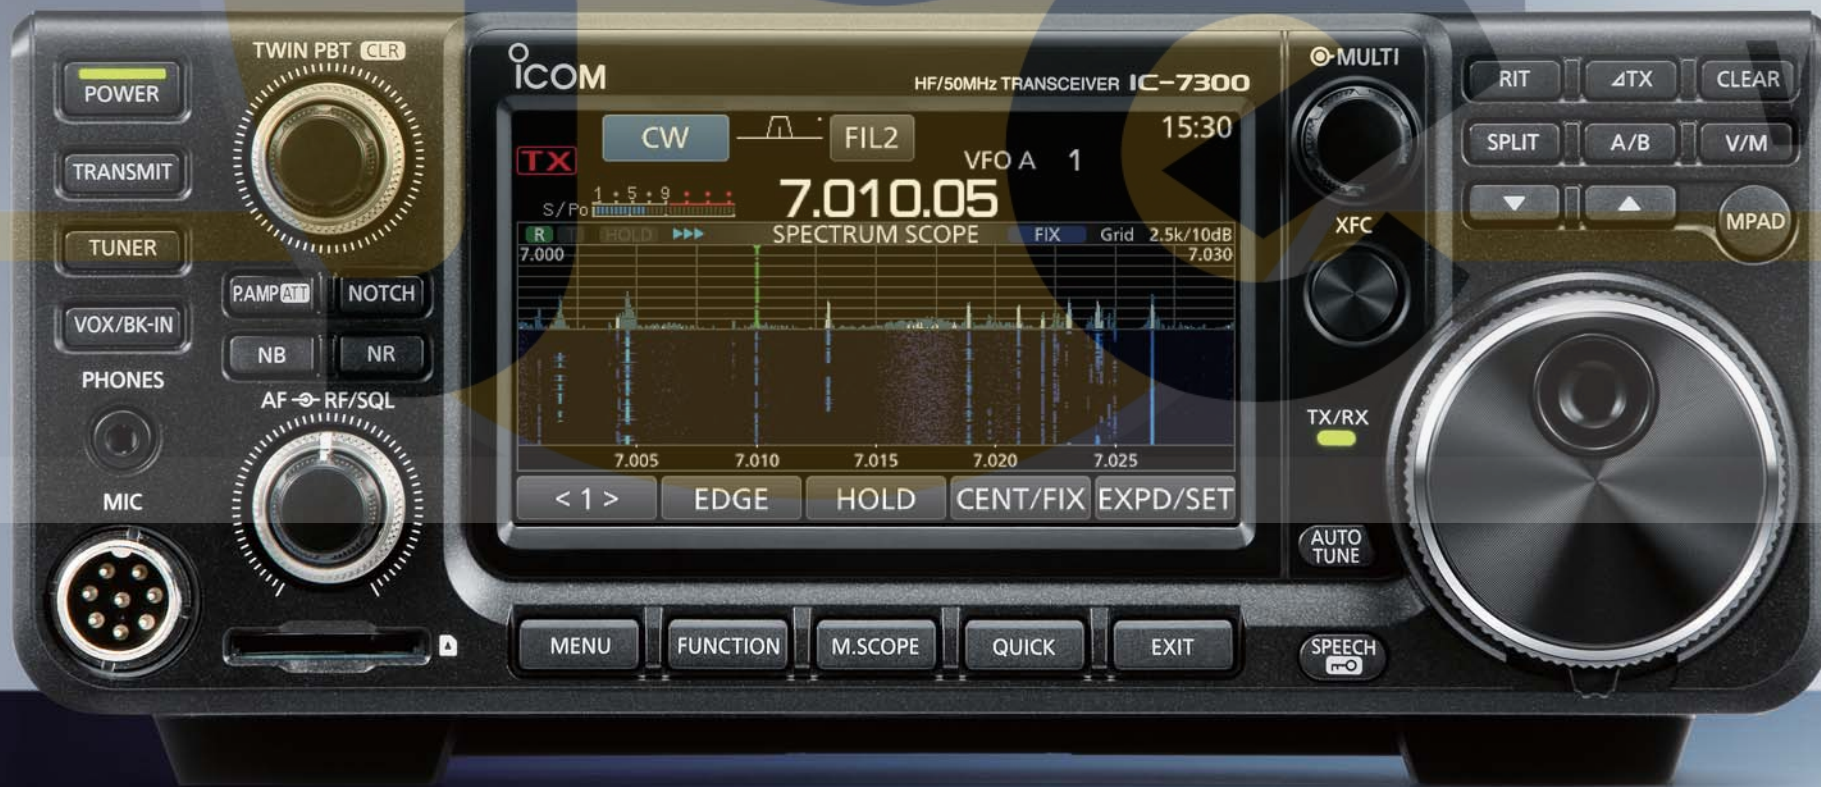 POWER
TRANSMIT
TUNER
VOX/BK-IN
PHONES
MIC
TWIN PBT CLR
P.AMP ATT
NOTCH
NB
NR
AF RF/SQL
ICOM
HF/50MHz TRANSCEIVER IC-7300
CW
FIL2
15:30
TX
VFO A 1
1 • 5 • 9
S/Po
7.010.05
R
HOLD
SPECTRUM SCOPE
FIX
Grid 2.5k/10dB
7.000
7.030
7.005 7.010 7.015 7.020 7.025
< 1 >
EDGE
HOLD
CENT/FIX
EXPD/SET
MENU
FUNCTION
M.SCOPE
QUICK
EXIT
MULTI
XFC
TX/RX
AUTO
TUNE
SPEECH
RIT
⊿TX
CLEAR
SPLIT
A/B
V/M
▼
▲
MPAD